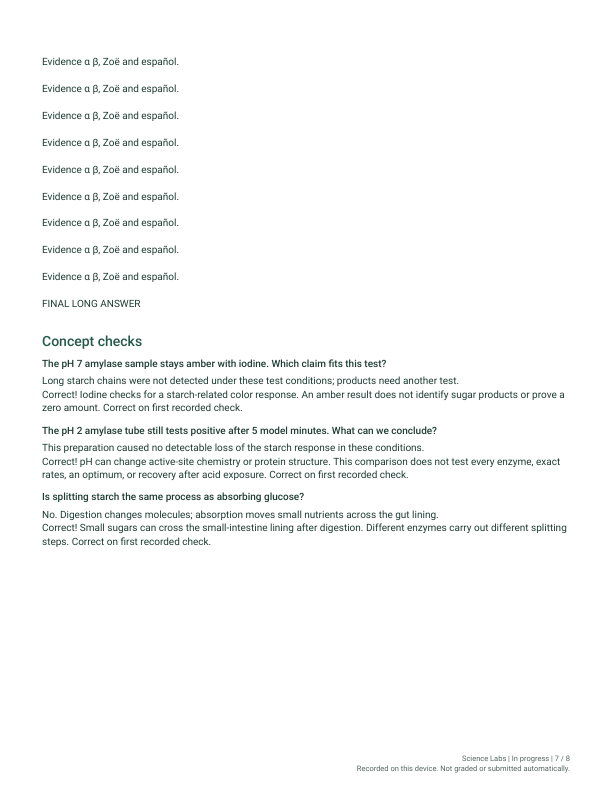 Evidence α β, Zoë and español.
Evidence α β, Zoë and español.
Evidence α β, Zoë and español.
Evidence α β, Zoë and español.
Evidence α β, Zoë and español.
Evidence α β, Zoë and español.
Evidence α β, Zoë and español.
Evidence α β, Zoë and español.
Evidence α β, Zoë and español.
FINAL LONG ANSWER
Concept checks
The pH 7 amylase sample stays amber with iodine. Which claim fits this test?
Long starch chains were not detected under these test conditions; products need another test.
Correct! Iodine checks for a starch-related color response. An amber result does not identify sugar products or prove a
zero amount. Correct on first recorded check.
The pH 2 amylase tube still tests positive after 5 model minutes. What can we conclude?
This preparation caused no detectable loss of the starch response in these conditions.
Correct! pH can change active-site chemistry or protein structure. This comparison does not test every enzyme, exact
rates, an optimum, or recovery after acid exposure. Correct on first recorded check.
Is splitting starch the same process as absorbing glucose?
No. Digestion changes molecules; absorption moves small nutrients across the gut lining.
Correct! Small sugars can cross the small-intestine lining after digestion. Different enzymes carry out different splitting
steps. Correct on first recorded check.
Science Labs | In progress | 7 / 8
Recorded on this device. Not graded or submitted automatically.